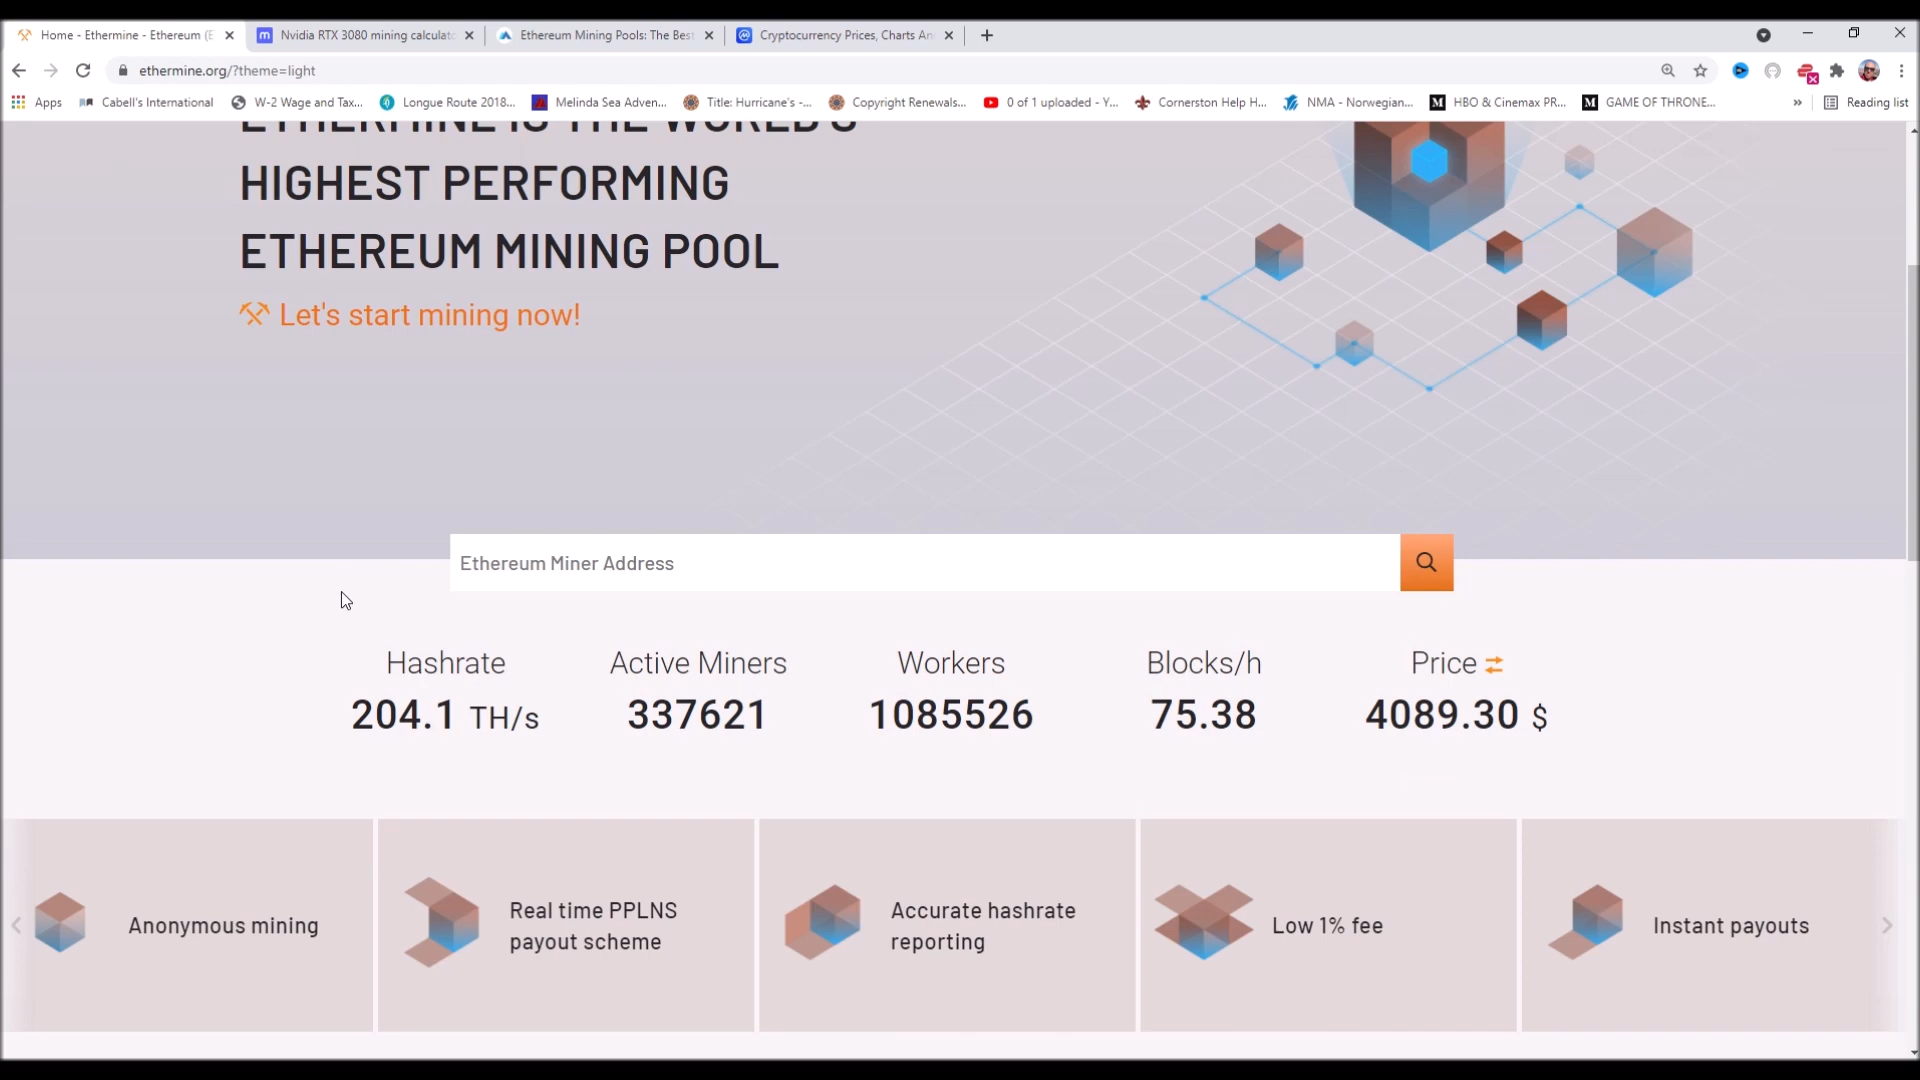 Home - Ethermine - Ethereum (E
Nvidia RTX 3080 mining calculato
Ethereum Mining Pools: The Best
Cryptocurrency Prices, Charts An
ethermine.org/?theme=light
Apps
Cabell's International
W-2 Wage and Tax...
Longue Route 2018...
Melinda Sea Adven...
Title: Hurricane's -...
Copyright Renewals...
0 of 1 uploaded - Y...
Cornerston Help H...
NMA - Norwegian...
HBO & Cinemax PR...
GAME OF THRONE...
»
Reading list
ETHERMINE IS THE WORLD'S
HIGHEST PERFORMING
ETHEREUM MINING POOL
Let's start mining now!
Ethereum Miner Address
Hashrate
204.1 TH/s
Active Miners
337621
Workers
1085526
Blocks/h
75.38
Price
4089.30 $
Anonymous mining
Real time PPLNS
payout scheme
Accurate hashrate
reporting
Low 1% fee
Instant payouts